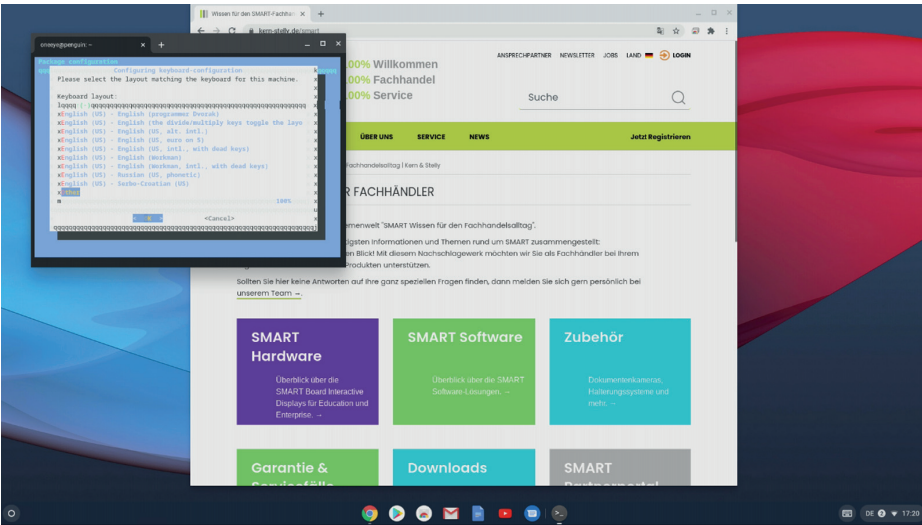 Wissen für den SMART-Fachhan
kern-stelly.de/smart
oneeye@penguin: ~
Package configuration
Configuring keyboard-configuration
Please select the layout matching the keyboard for this machine.
Keyboard layout:
English (US) - English (programmer Dvorak)
English (US) - English (the divide/multiply keys toggle the layo
English (US) - English (US, alt. intl.)
English (US) - English (US, euro on 5)
English (US) - English (US, intl., with dead keys)
English (US) - English (Workman)
English (US) - English (Workman, intl., with dead keys)
English (US) - Russian (US, phonetic)
English (US) - Serbo-Croatian (US)
Other
100%
<Cancel>
ANSPRECHPARTNER NEWSLETTER JOBS LAND LOGIN
00% Willkommen
00% Fachhandel
00% Service
Suche
ÜBER UNS SERVICE NEWS Jetzt Registrieren
Fachhandelsalltag | Kern & Stelly
R FACHHÄNDLER
emenwelt "SMART Wissen für den Fachhandelsalltag".
tigsten Informationen und Themen rund um SMART zusammengestellt:
en Blick! Mit diesem Nachschlagewerk möchten wir Sie als Fachhändler bei Ihrem
Produkten unterstützen.
Sollten Sie hier keine Antworten auf Ihre ganz speziellen Fragen finden, dann melden Sie sich gern persönlich bei
unserem Team →.
SMART
Hardware
Überblick über die
SMART Board Interactive
Displays für Education und
Enterprise. →
SMART Software
Überblick über die SMART
Software-Lösungen. →
Zubehör
Dokumentenkameras,
Halterungssysteme und
mehr. →
Garantie &
Servicefälle
Downloads
SMART
Partnerportal
DE 17:20